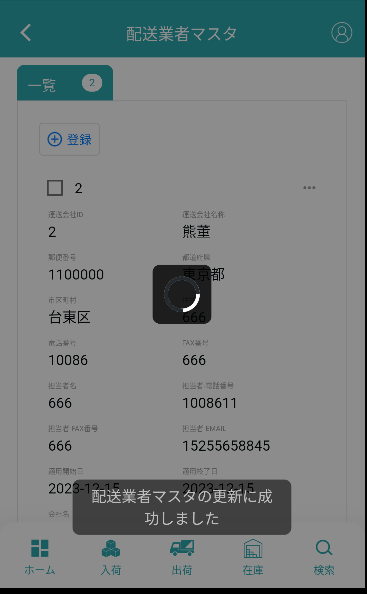 配送業者マスタ
一覧 2
登録
2
運送会社ID 運送会社名称
2 熊董
郵便番号 都道府県
1100000 東京都
市区町村
台東区 666
電話番号 FAX番号
10086 666
担当者名 担当者 電話番号
666 1008611
担当者 FAX番号 担当者 EMAIL
666 15255658845
適用開始日 適用終了日
2023-12-15 2023-12-15
会社名
配送業者マスタの更新に成
功しました
ホーム 入荷 出荷 在庫 検索